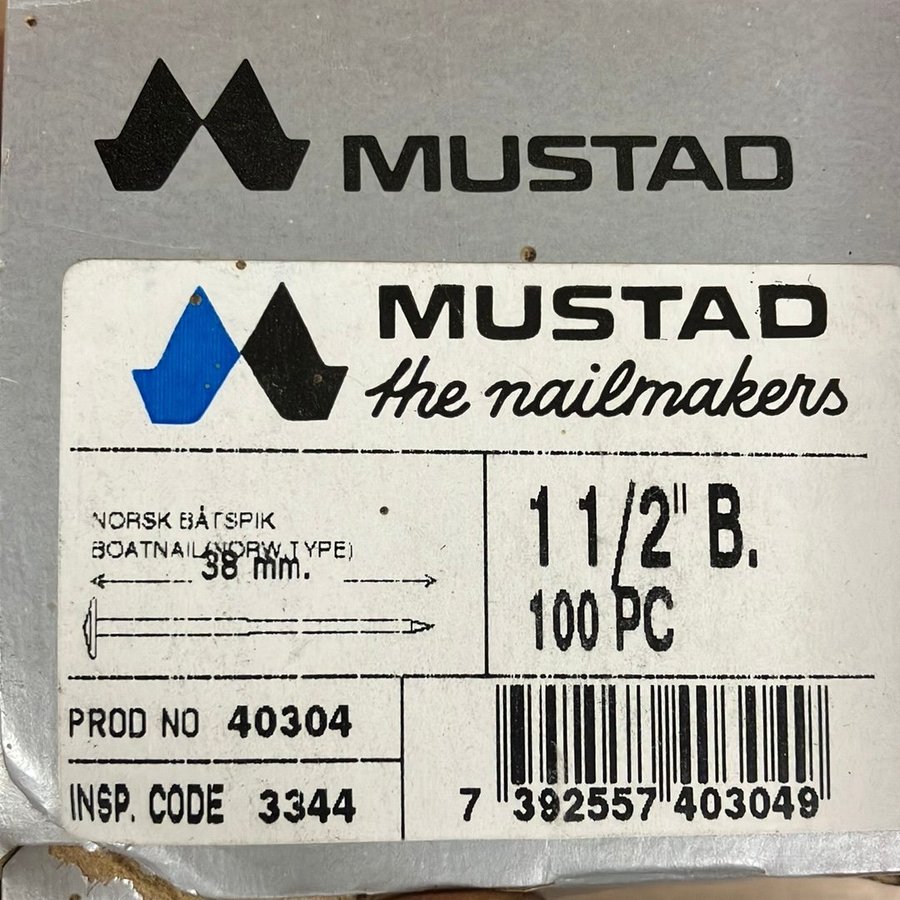 MUSTAD
MUSTAD
the nailmakers
NORSK BÅTSPIK
BOATNAIL(NORW.TYPE)
38 mm.
1 1/2" B.
100 PC
PROD NO 40304
INSP. CODE 3344
7 392557 403049